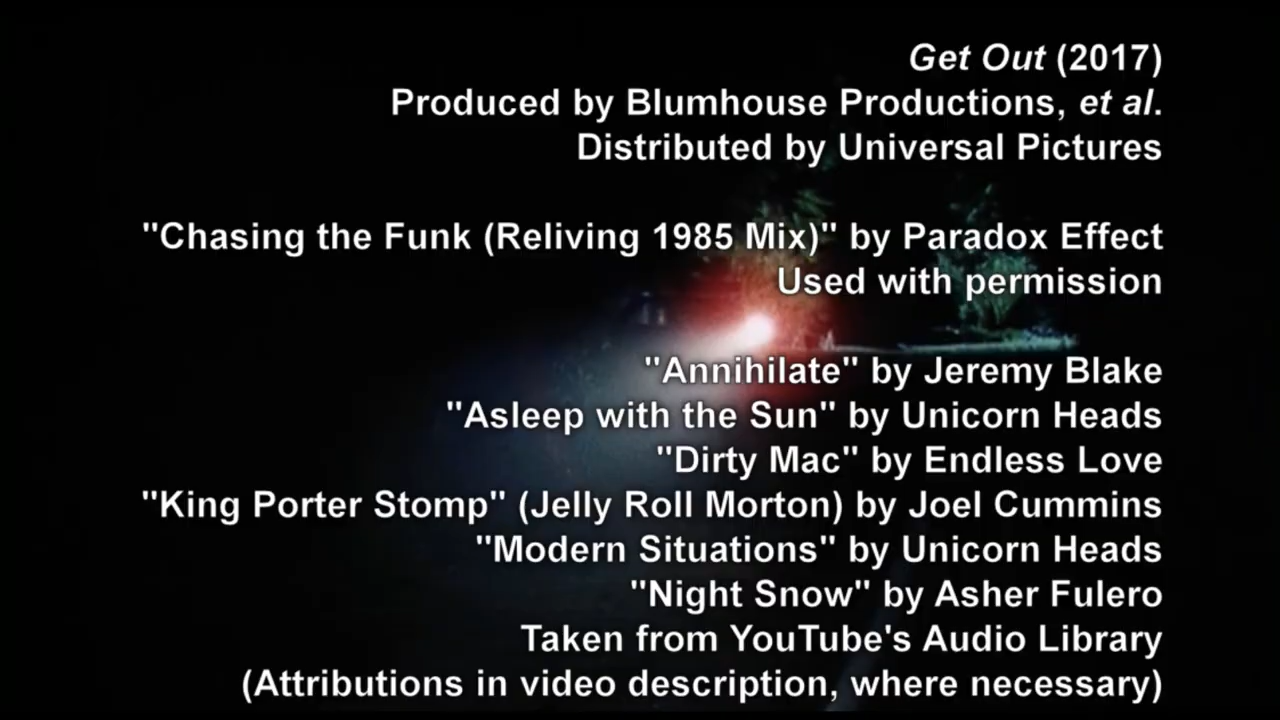 Get Out (2017)
Produced by Blumhouse Productions, et al.
Distributed by Universal Pictures
"Chasing the Funk (Reliving 1985 Mix)" by Paradox Effect
Used with permission
"Annihilate" by Jeremy Blake
"Asleep with the Sun" by Unicorn Heads
"Dirty Mac" by Endless Love
"King Porter Stomp" (Jelly Roll Morton) by Joel Cummins
"Modern Situations" by Unicorn Heads
"Night Snow" by Asher Fulero
Taken from YouTube's Audio Library
(Attributions in video description, where necessary)